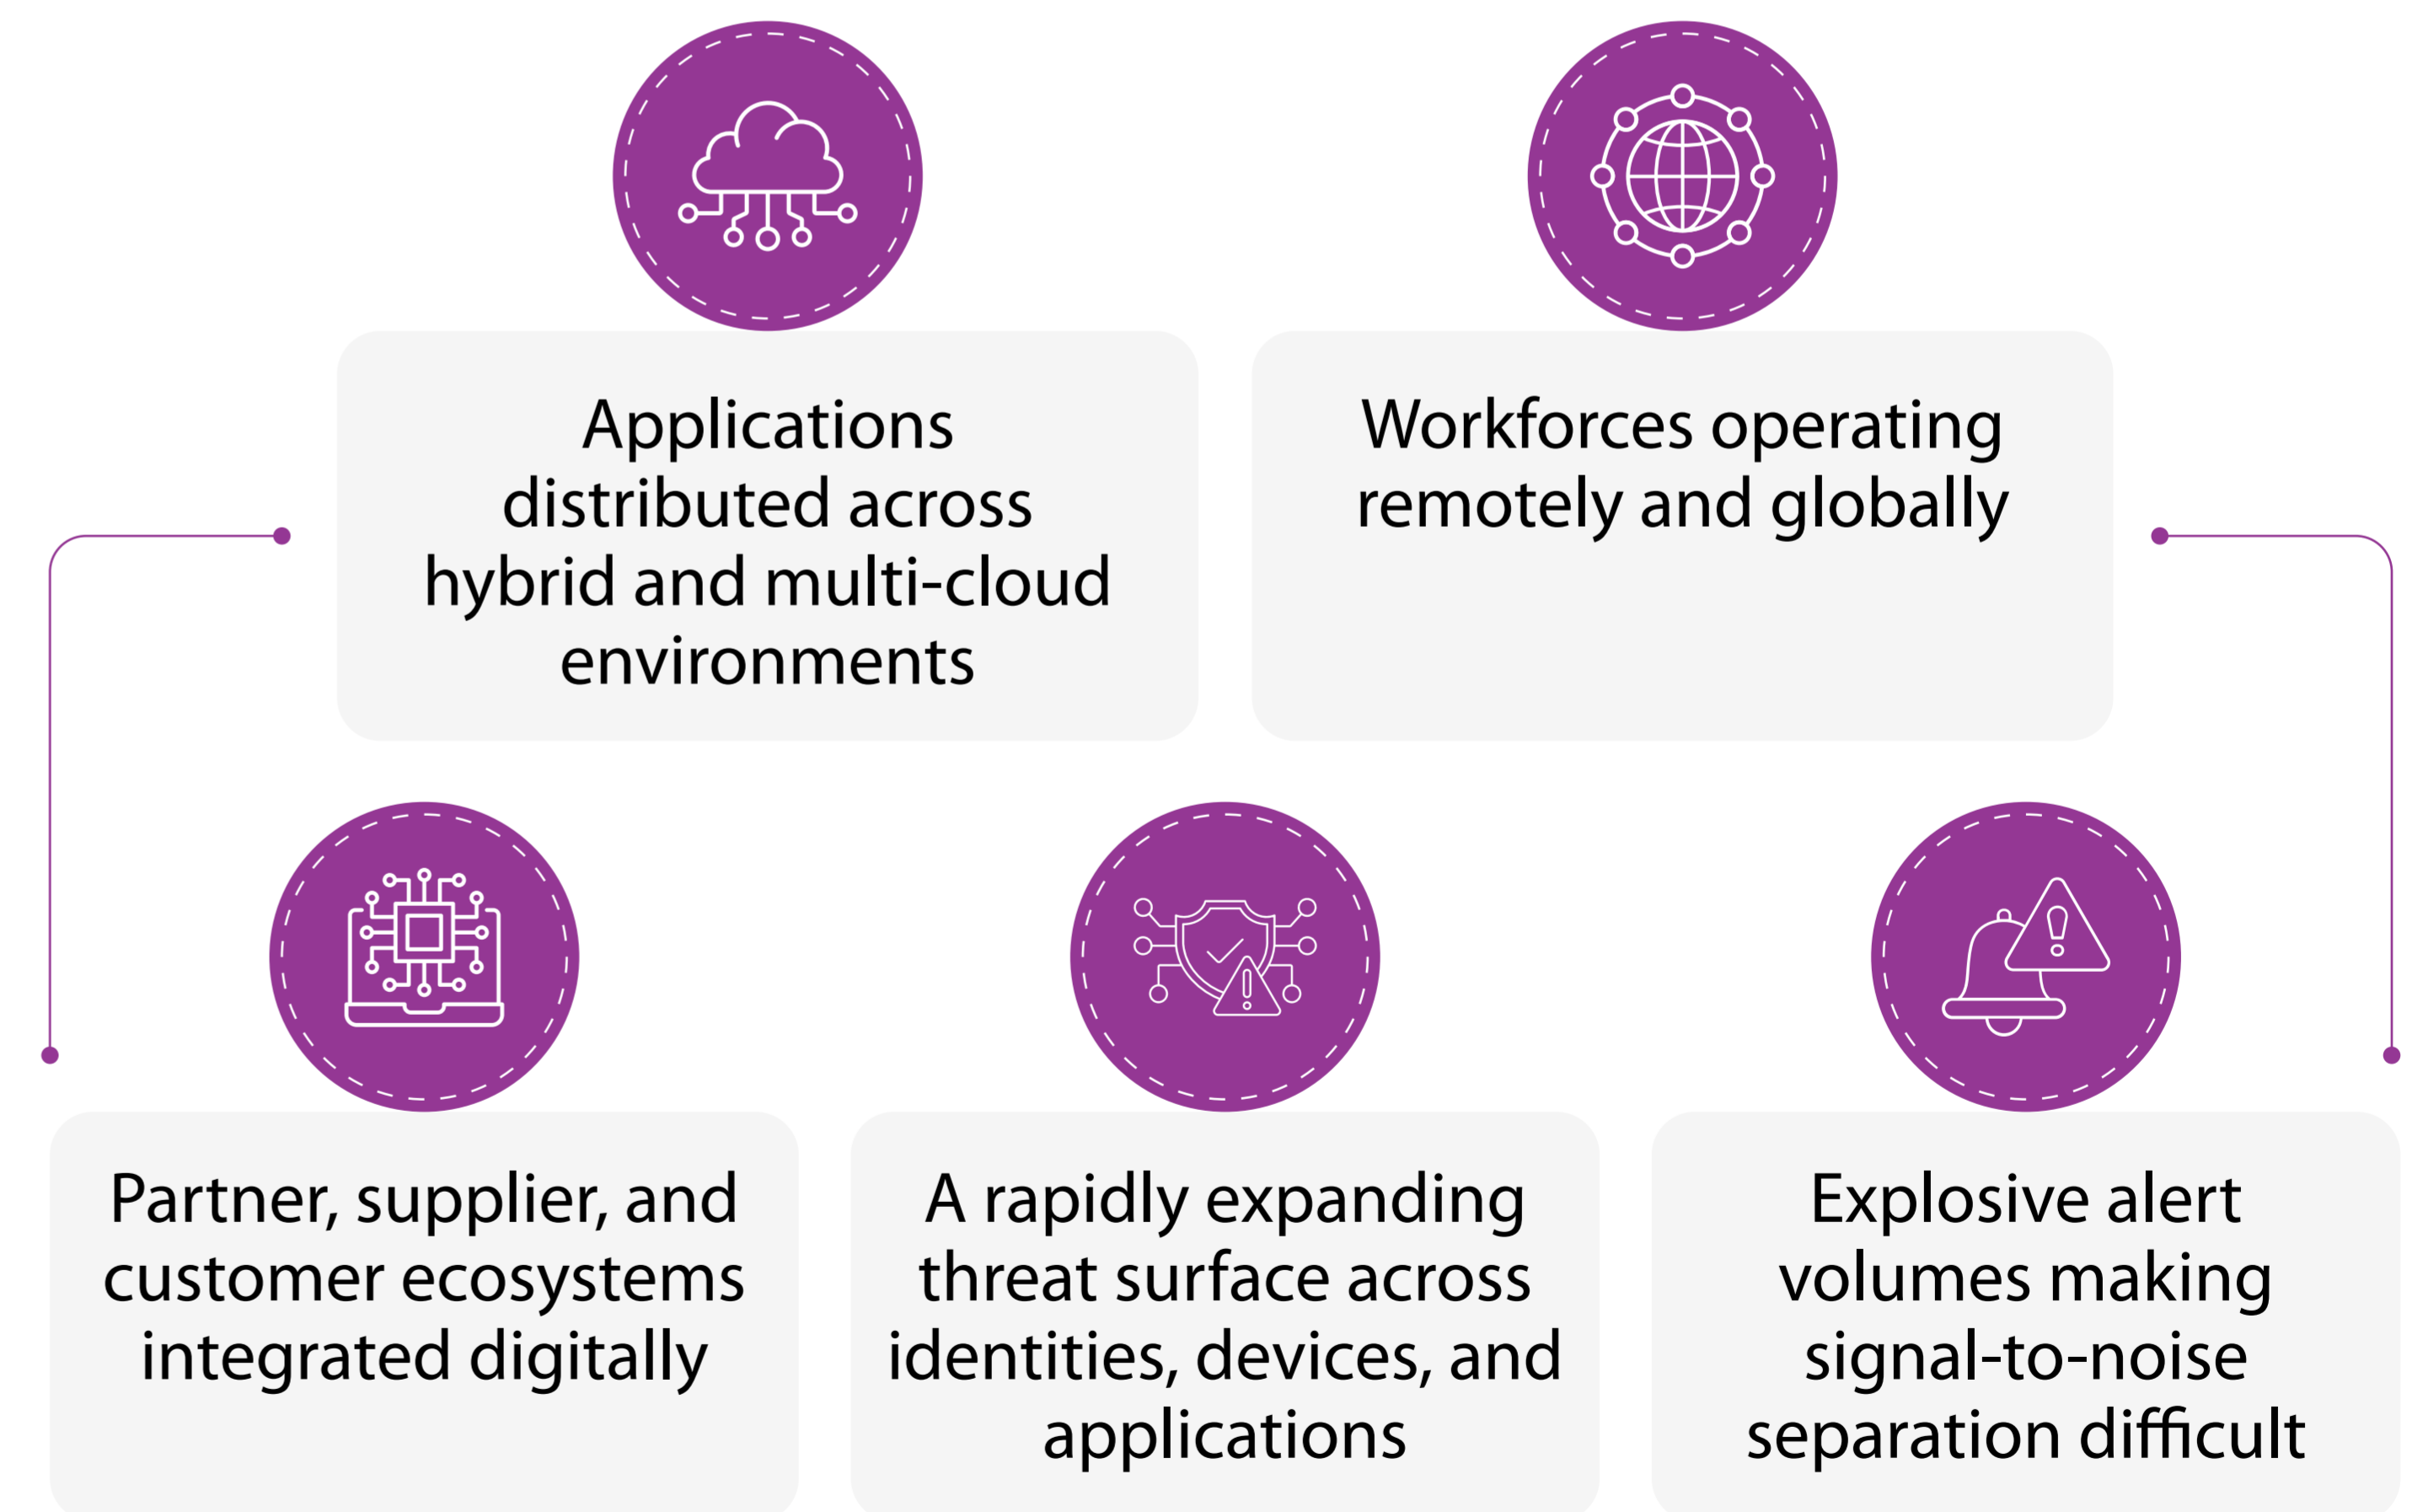 Applications
distributed across
hybrid and multi-cloud
environments
Workforces operating
remotely and globally
Partner, supplier, and
customer ecosystems
integrated digitally
A rapidly expanding
threat surface across
identities, devices, and
applications
Explosive alert
volumes making
signal-to-noise
separation difficult